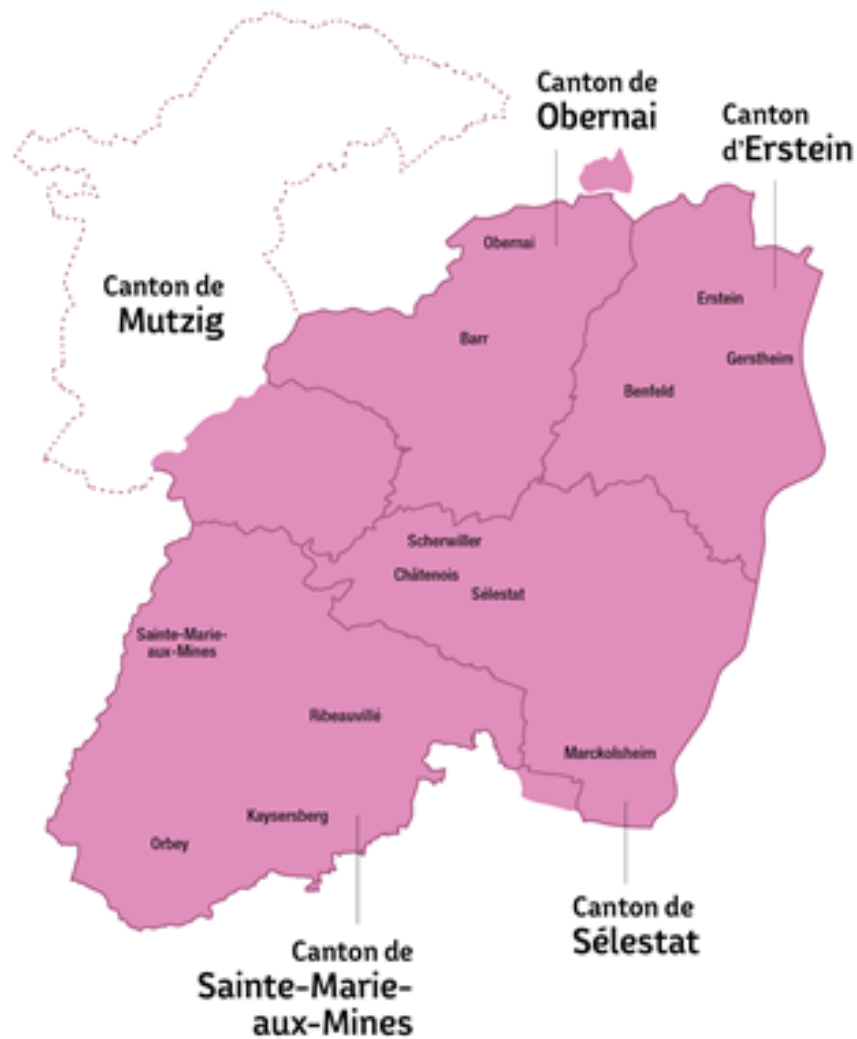 Canton de
Obernai
Canton
d'Erstein
Obernai
Canton de
Mutzig
Erstein
Barr
Gerstheim
Benfeld
Scherwiller
Châtenois
Sélestat
Sainte-Marie-
aux-Mines
Ribeauvillé
Marckolsheim
Kaysersberg
Orbey
Canton de
Sélestat
Canton de
Sainte-Marie-
aux-Mines